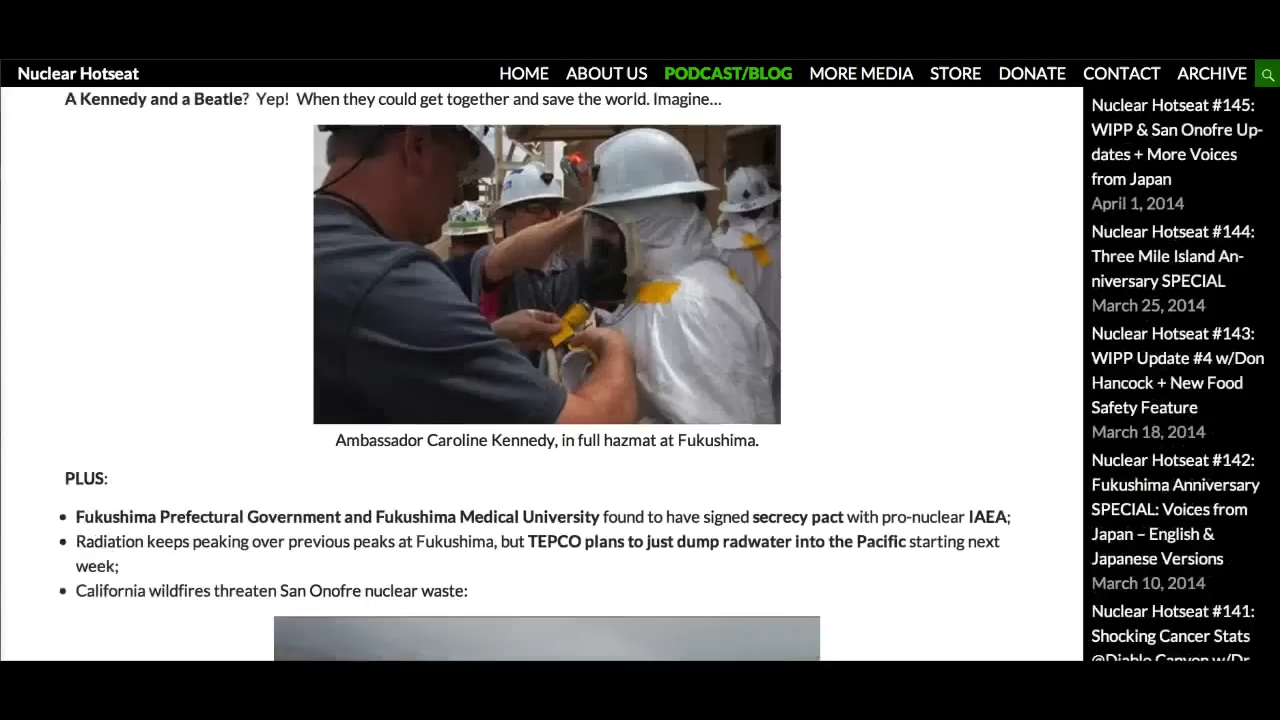 Nuclear Hotseat
HOME ABOUT US PODCAST/BLOG MORE MEDIA STORE DONATE CONTACT ARCHIVE
A Kennedy and a Beatle? Yep! When they could get together and save the world. Imagine...
Ambassador Caroline Kennedy, in full hazmat at Fukushima.
PLUS:
• Fukushima Prefectural Government and Fukushima Medical University found to have signed secrecy pact with pro-nuclear IAEA;
• Radiation keeps peaking over previous peaks at Fukushima, but TEPCO plans to just dump radwater into the Pacific starting next
week;
• California wildfires threaten San Onofre nuclear waste:
Nuclear Hotseat #145:
WIPP & San Onofre Up-
dates + More Voices
from Japan
April 1, 2014
Nuclear Hotseat #144:
Three Mile Island An-
niversary SPECIAL
March 25, 2014
Nuclear Hotseat #143:
WIPP Update #4 w/Don
Hancock + New Food
Safety Feature
March 18, 2014
Nuclear Hotseat #142:
Fukushima Anniversary
SPECIAL: Voices from
Japan – English &
Japanese Versions
March 10, 2014
Nuclear Hotseat #141:
Shocking Cancer Stats
@Diablo Canyon w/Dr.